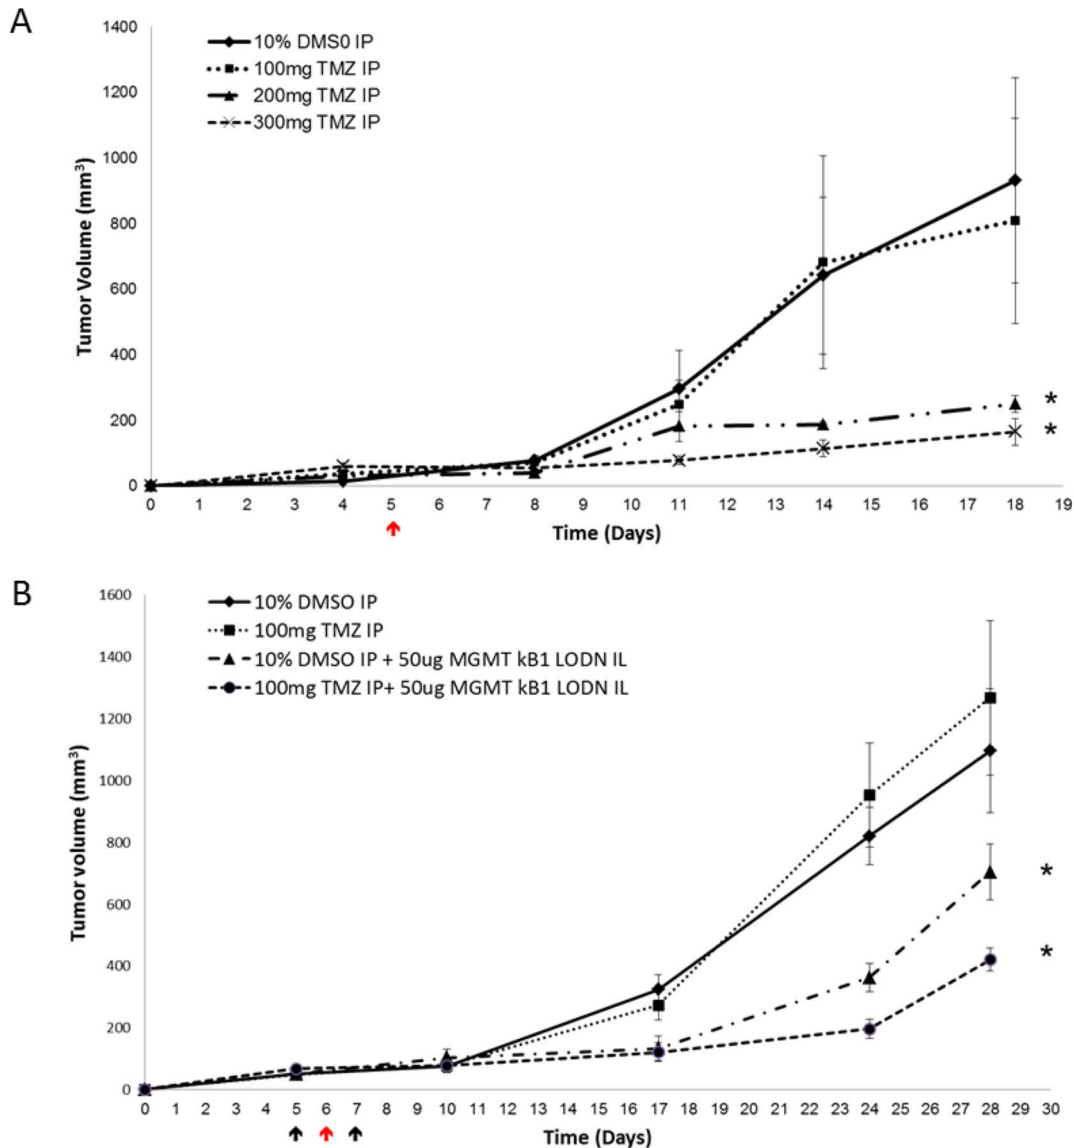 A
1400
1200
1000
800
600
400
200
0
Tumor Volume (mm³)
10% DMS0 IP
100mg TMZ IP
200mg TMZ IP
300mg TMZ IP
*
*
0 1 2 3 4 5 6 7 8 9 10 11 12 13 14 15 16 17 18 19
Time (Days)
B
1600
1400
1200
1000
800
600
400
200
0
Tumor volume (mm³)
10% DMSO IP
100mg TMZ IP
10% DMSO IP + 50ug MGMT kB1 LODN IL
100mg TMZ IP+ 50ug MGMT kB1 LODN IL
*
*
0 1 2 3 4 5 6 7 8 9 10 11 12 13 14 15 16 17 18 19 20 21 22 23 24 25 26 27 28 29 30
Time (Days)